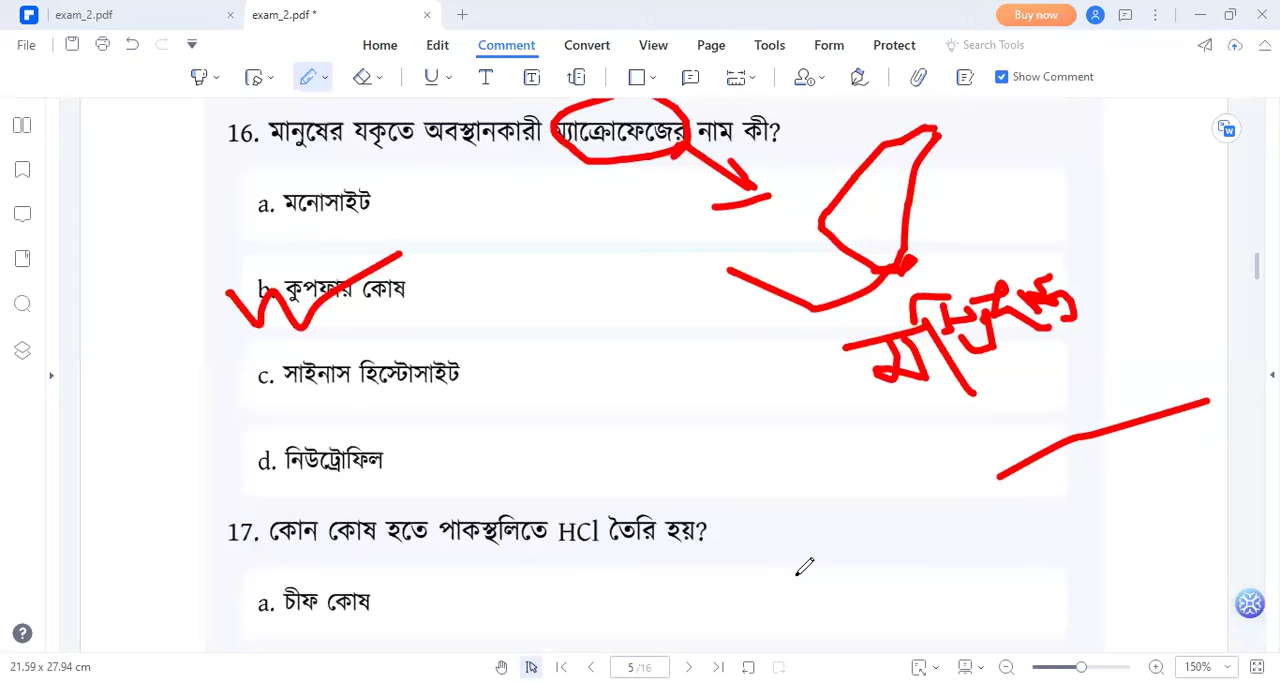 exam_2.pdf
exam_2.pdf *
Buy now
File
Home Edit Comment Convert View Page Tools Form Protect Search Tools
Show Comment
16. মানুষের যকৃতে অবস্থানকারী ম্যাক্রোফেজের নাম কী?
a. মনোসাইট
b. কুপফার কোষ
c. সাইনাস হিস্টোসাইট
d. নিউট্রোফিল
17. কোন কোষ হতে পাকস্থলিতে HCl তৈরি হয়?
a. চীফ কোষ
21.59 x 27.94 cm
5 /16
150%